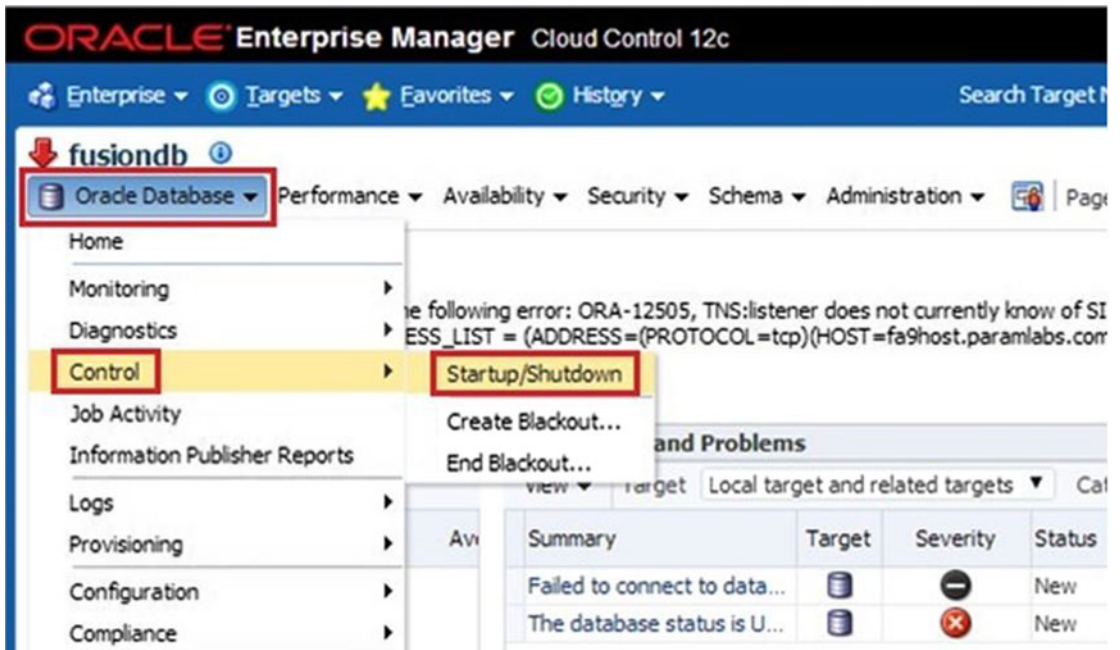 ORACLE Enterprise Manager Cloud Control 12c
Enterprise Targets Favorites History Search Target
fusiondb
Oracle Database Performance Availability Security Schema Administration Page
Home
Monitoring
e following error: ORA-12505, TNS:listener does not currently know of SI
Diagnostics
ESS_LIST = (ADDRESS=(PROTOCOL=tcp)(HOST=fa9host.paramlabs.com
Control Startup/Shutdown
Job Activity Create Blackout...
and Problems
Information Publisher Reports End Blackout...
View Target Local target and related targets
Logs
Provisioning Summary Target Severity Status
Configuration Failed to connect to data... New
Compliance The database status is U... New